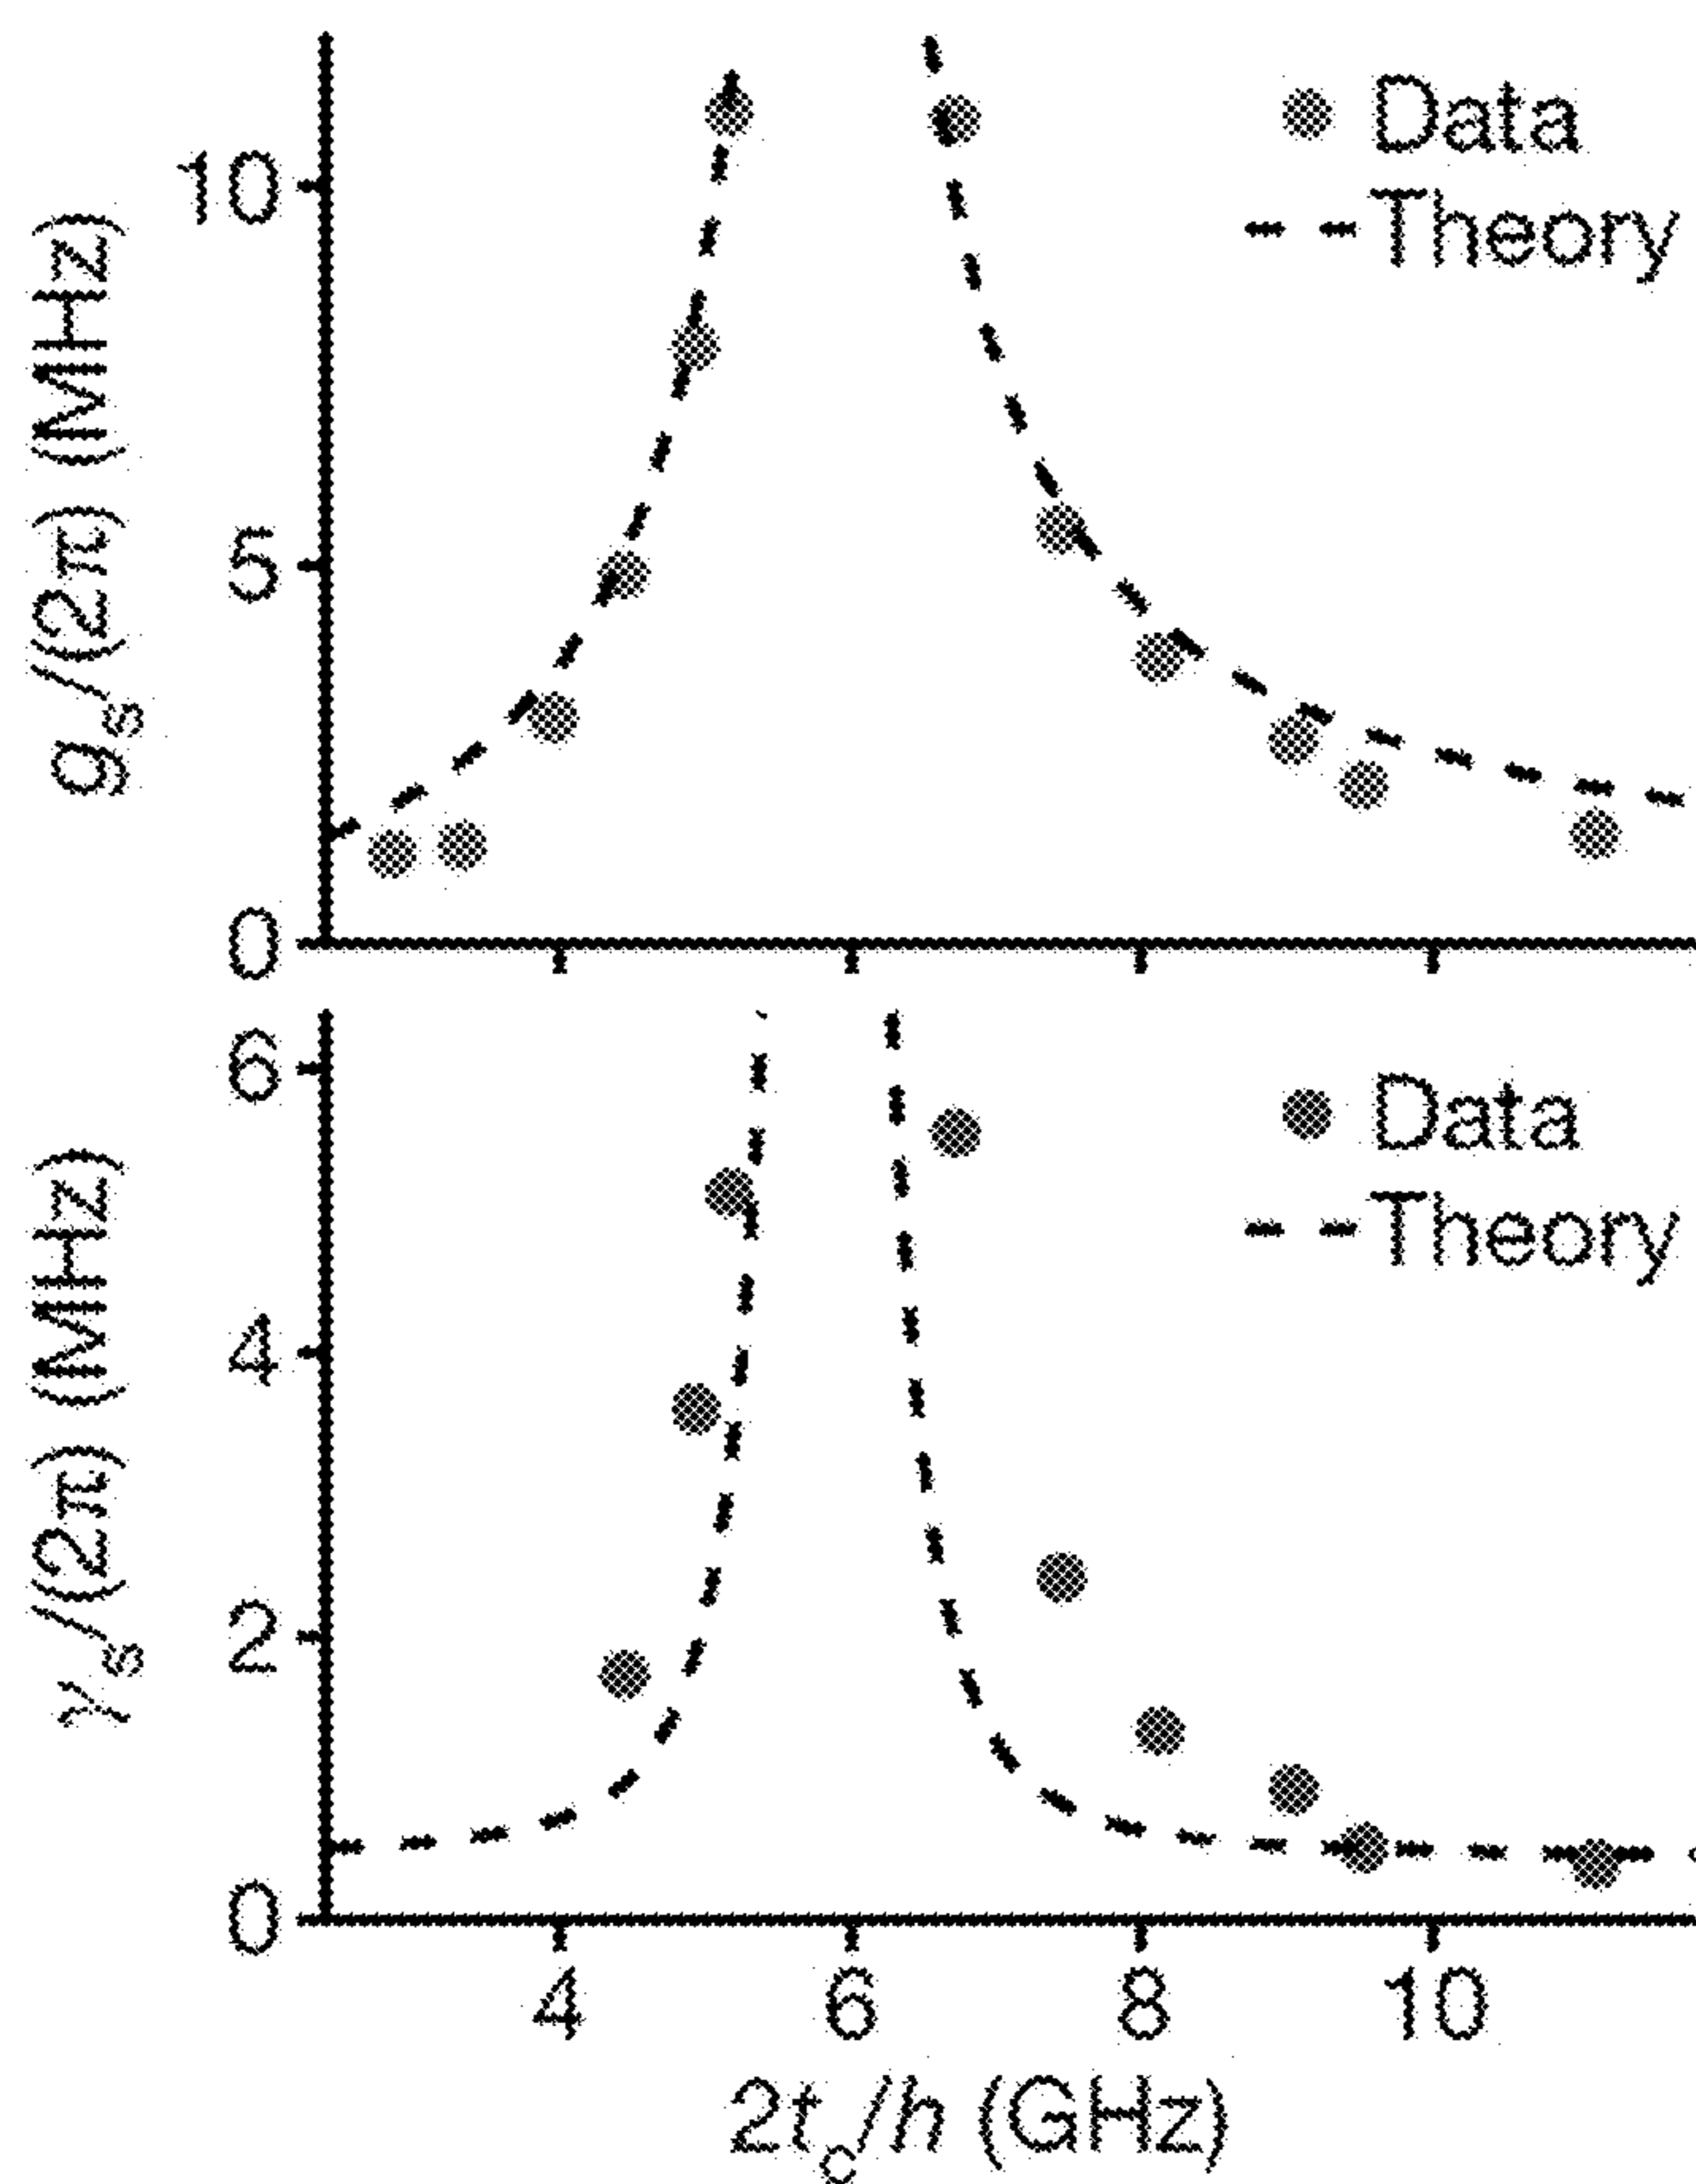 10
5
0
g_s/(2π) (MHz)
Data
Theory
6
4
2
0
γ_s/(2π) (MHz)
Data
Theory
4 6 8 10
2t_c/h (GHz)